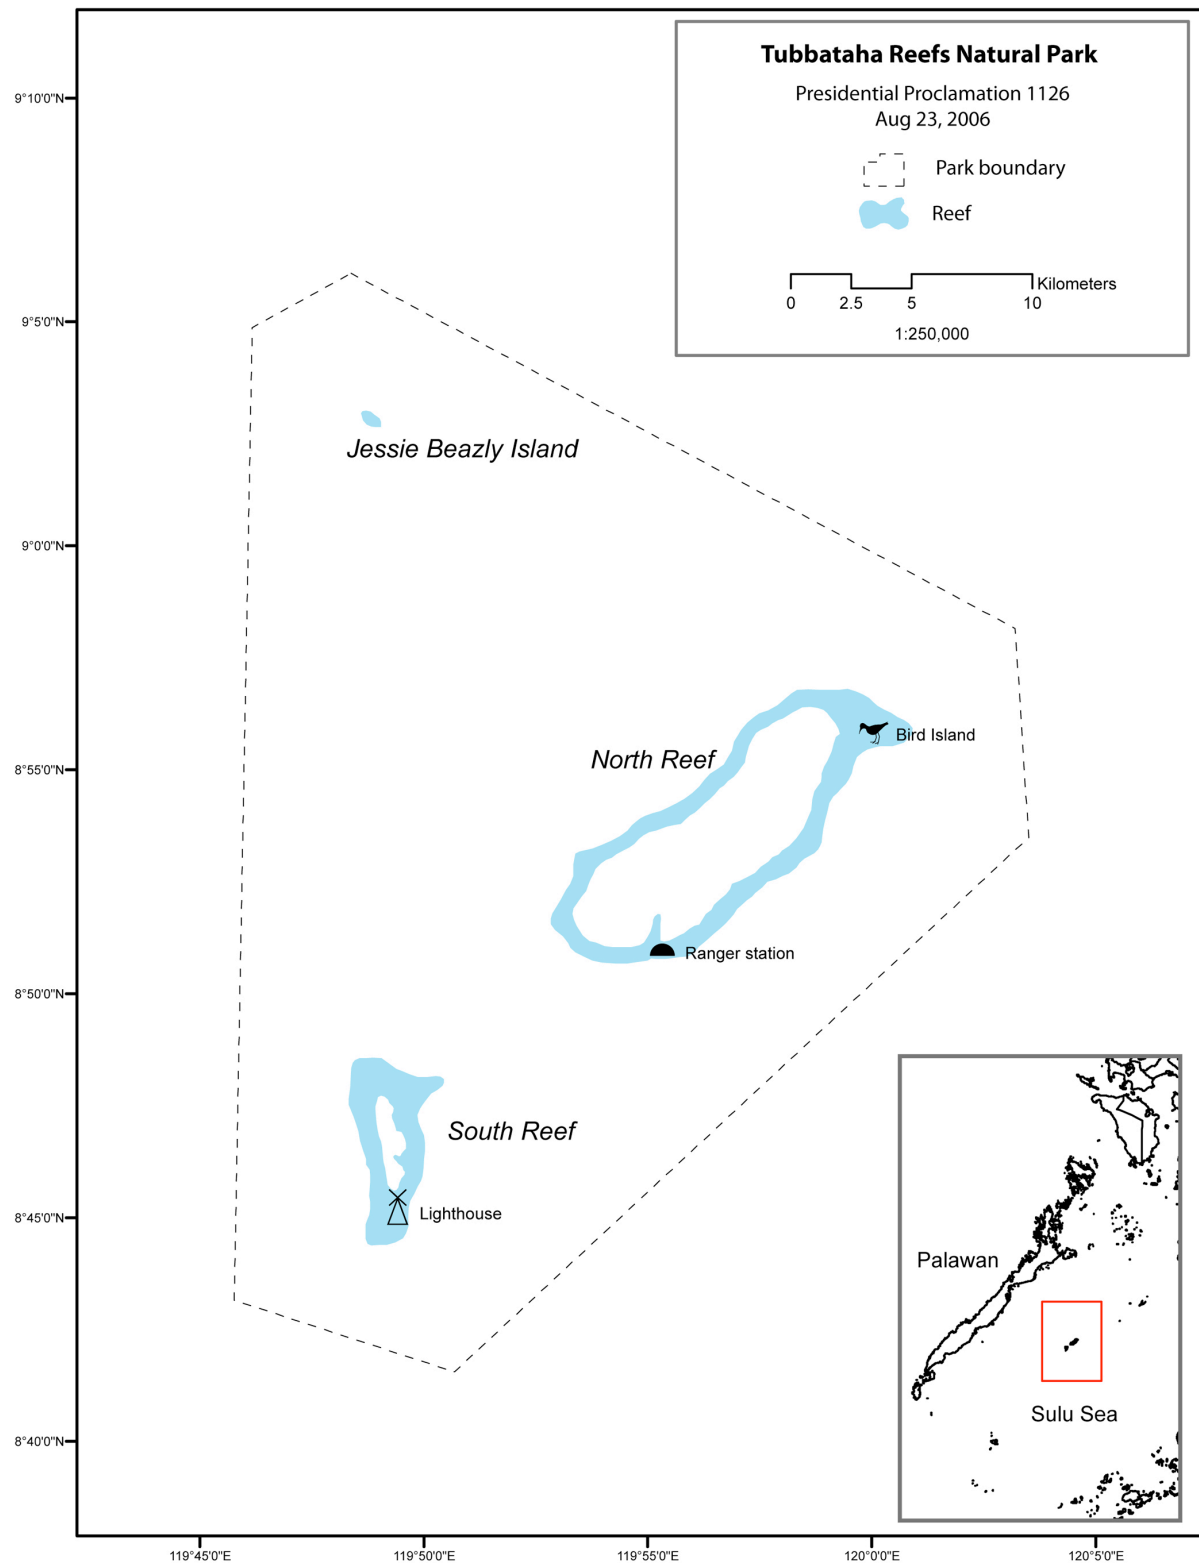 Tubbataha Reefs Natural Park
Presidential Proclamation 1126
Aug 23, 2006
Park boundary
Reef
Kilometers
0 2.5 5 10
1:250,000
9°10'0"N
9°5'0"N
Jessie Beazly Island
9°0'0"N
Bird Island
North Reef
8°55'0"N
Ranger station
8°50'0"N
South Reef
Lighthouse
8°45'0"N
Palawan
Sulu Sea
8°40'0"N
119°45'0"E 119°50'0"E 119°55'0"E 120°0'0"E 120°5'0"E